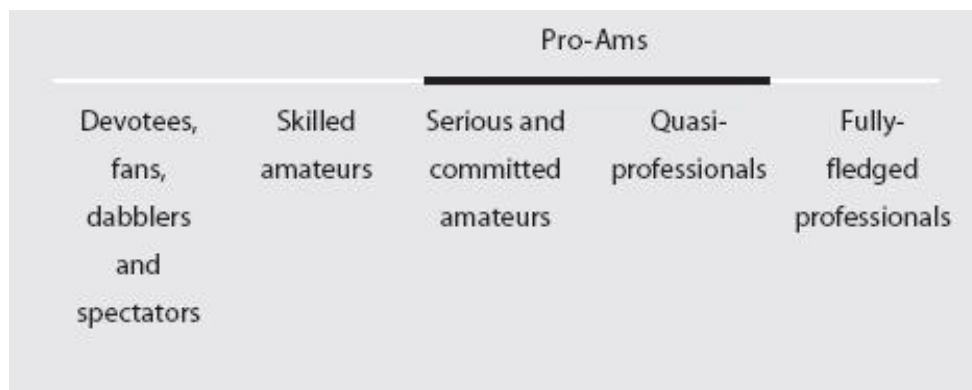 Pro-Ams
Devotees,
fans,
dabblers
and
spectators
Skilled
amateurs
Serious and
committed
amateurs
Quasi-
professionals
Fully-
fledged
professionals